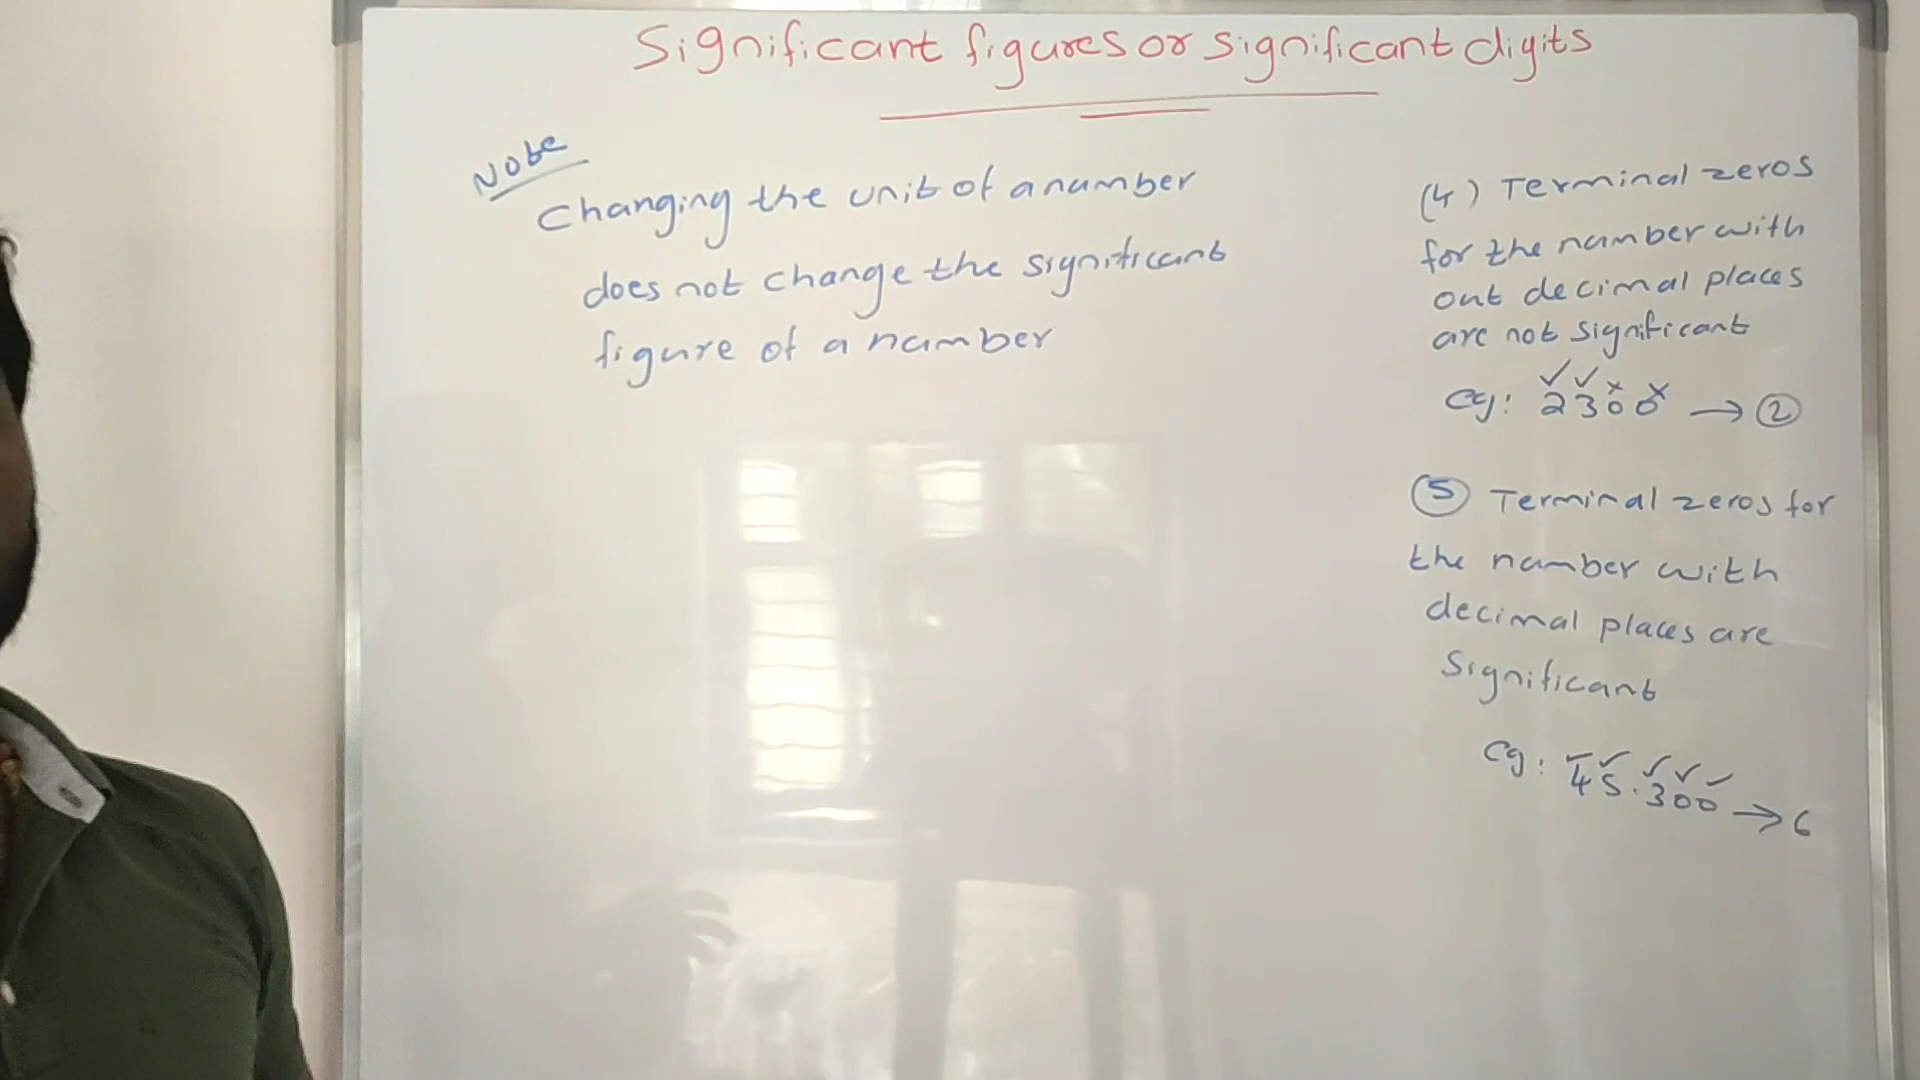 Significant figures or significant digits
Note
Changing the unit of a number
does not change the significant
figure of a number
(4) Terminal zeros
for the number with
out decimal places
are not significant
eg: 2300 → 2
5 Terminal zeros for
the number with
decimal places are
Significant
eg: 45.300 → 6